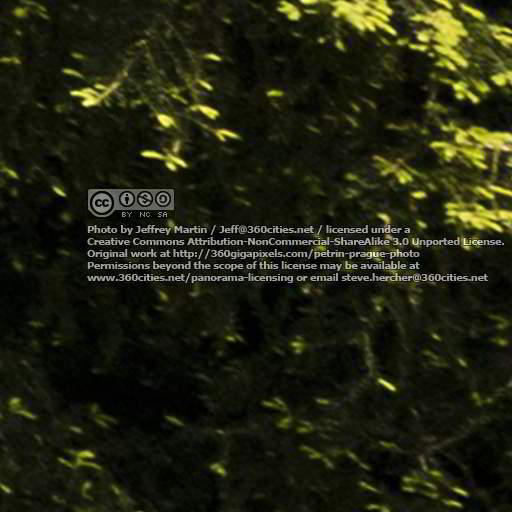 cc
BY NC SA
Photo by Jeffrey Martin / Jeff@360cities.net / licensed under a
Creative Commons Attribution-NonCommercial-ShareAlike 3.0 Unported License.
Original work at http://360gigapixels.com/petrin-prague-photo
Permissions beyond the scope of this license may be available at
www.360cities.net/panorama-licensing or email steve.hercher@360cities.net